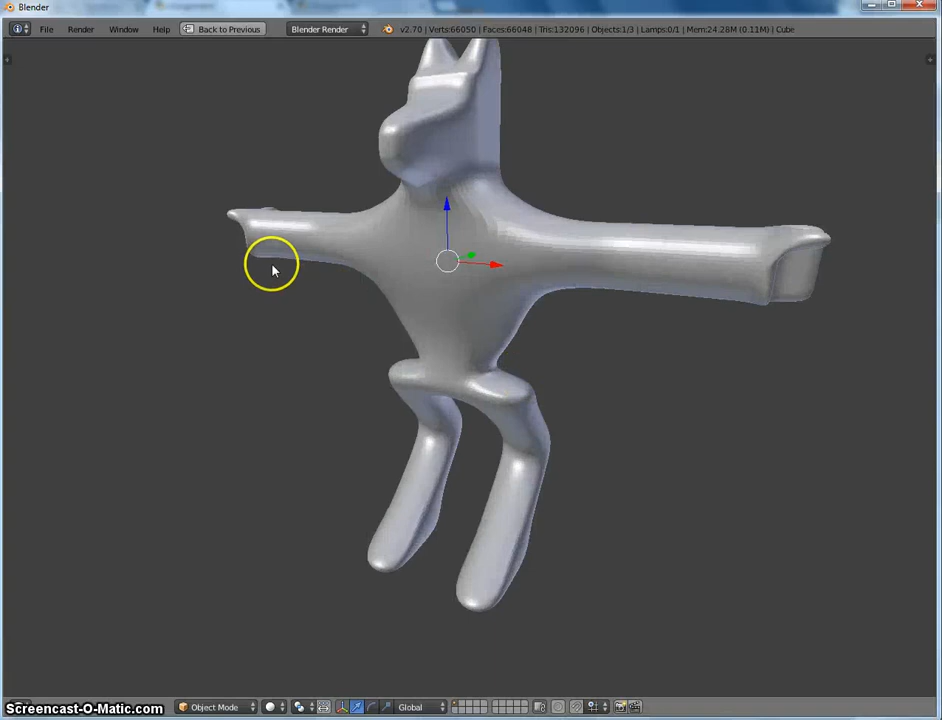 Blender
File Render Window Help Back to Previous Blender Render v2.70 | Verts:66050 | Faces:66048 | Tris:132096 | Objects:1/3 | Lamps:0/1 | Mem:24.28M (0.11M) | Cube
Object Mode Global
Screencast-O-Matic.com